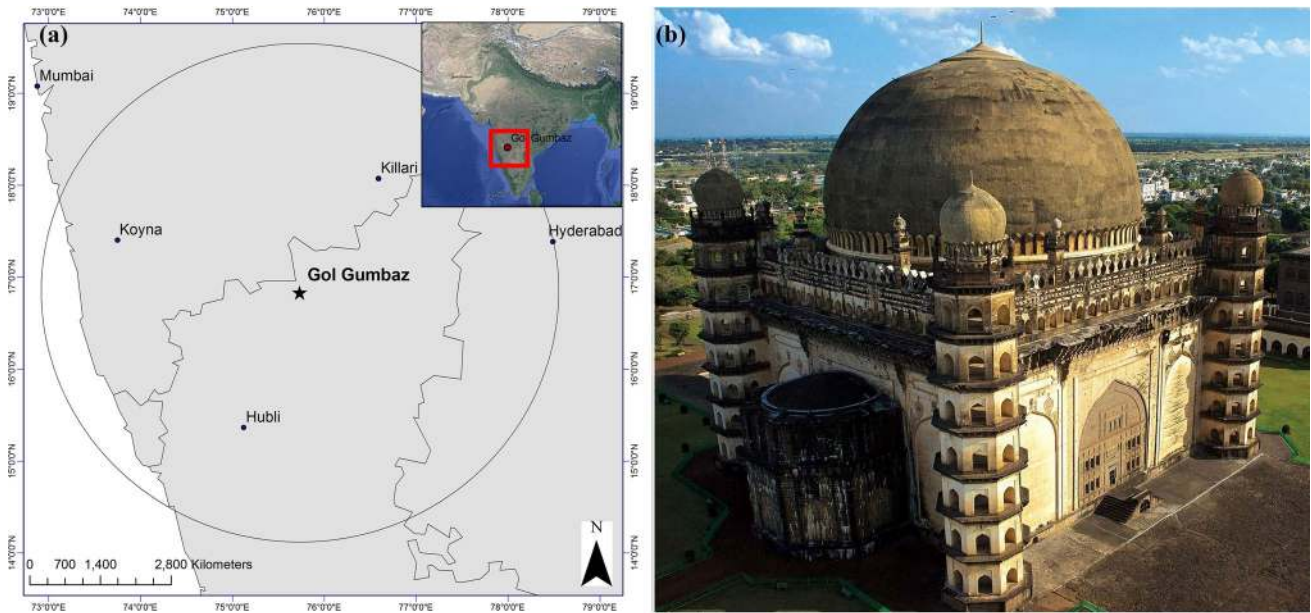 73°0'0"E 74°0'0"E 75°0'0"E 76°0'0"E 77°0'0"E 78°0'0"E 79°0'0"E
(a)
(b)
Mumbai
Gol Gumbaz
Killari
Koyna
Hyderabad
Gol Gumbaz
Hubli
N
0 700 1,400 2,800 Kilometers
19°0'0"N
18°0'0"N
17°0'0"N
16°0'0"N
15°0'0"N
14°0'0"N
19°0'0"N
18°0'0"N
17°0'0"N
16°0'0"N
15°0'0"N
14°0'0"N
73°0'0"E 74°0'0"E 75°0'0"E 76°0'0"E 77°0'0"E 78°0'0"E 79°0'0"E